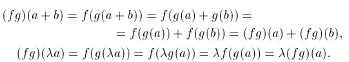 (fg)(a + b) = f(g(a + b)) = f(g(a) + g(b)) =
= f(g(a)) + f(g(b)) = (fg)(a) + (fg)(b),
(fg)(λa) = f(g(λa)) = f(λg(a)) = λf(g(a)) = λ(fg)(a).